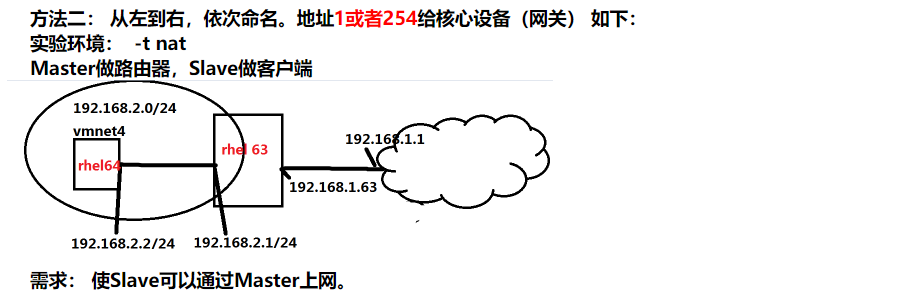 方法二： 从左到右，依次命名。地址1或者254给核心设备（网关） 如下：
实验环境： -t nat
Master做路由器，Slave做客户端
192.168.2.0/24
vmnet4
rhel64
rhel 63
192.168.1.1
192.168.1.63
192.168.2.2/24
192.168.2.1/24
需求： 使Slave可以通过Master上网。